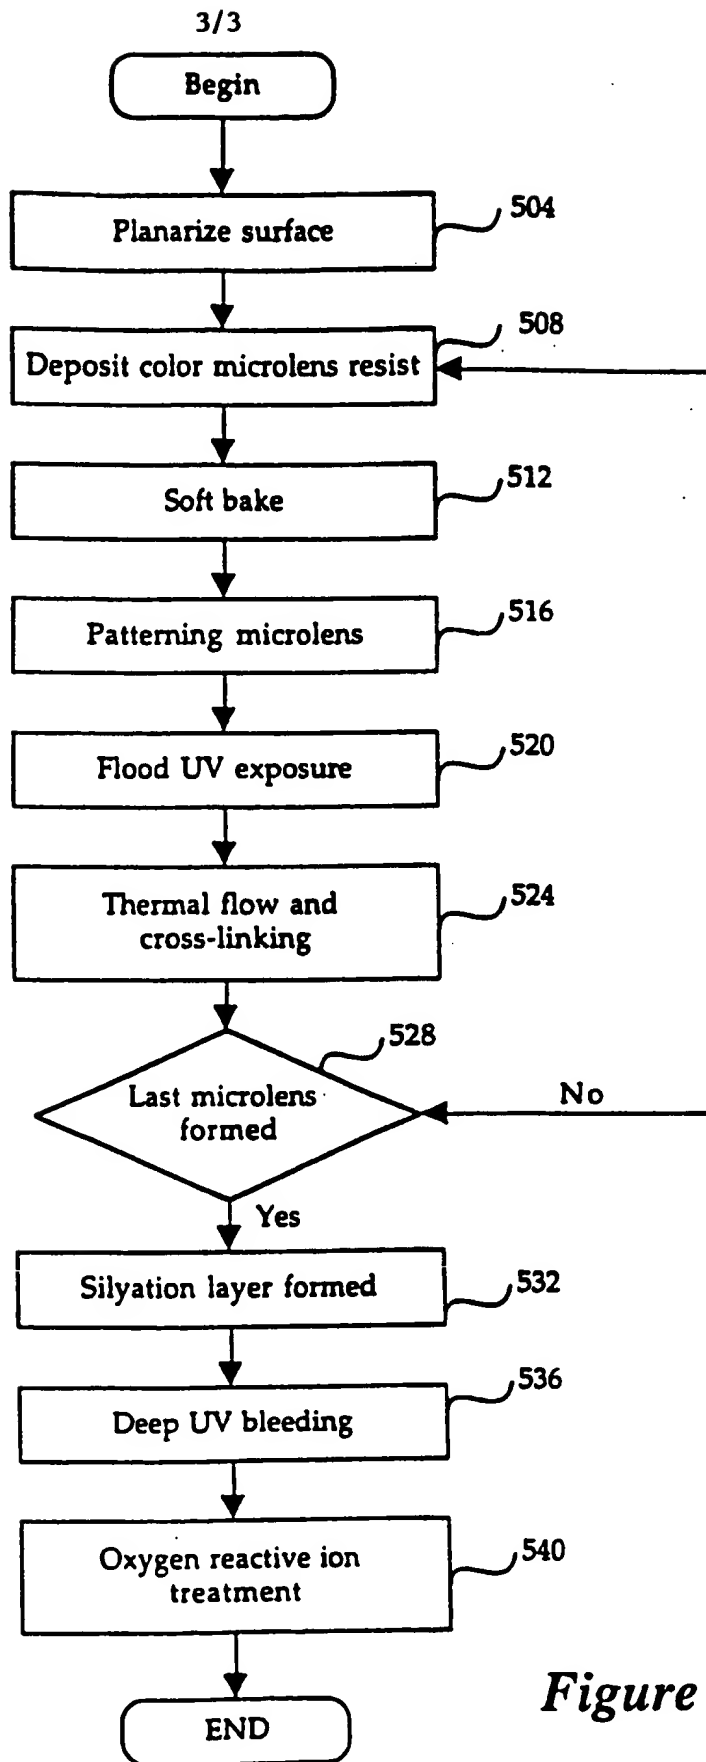 3/3
Begin
Planarize surface
504
Deposit color microlens resist
508
Soft bake
512
Patterning microlens
516
Flood UV exposure
520
Thermal flow and
cross-linking
524
528
Last microlens
formed
No
Yes
Silyation layer formed
532
Deep UV bleeding
536
Oxygen reactive ion
treatment
540
END
Figure